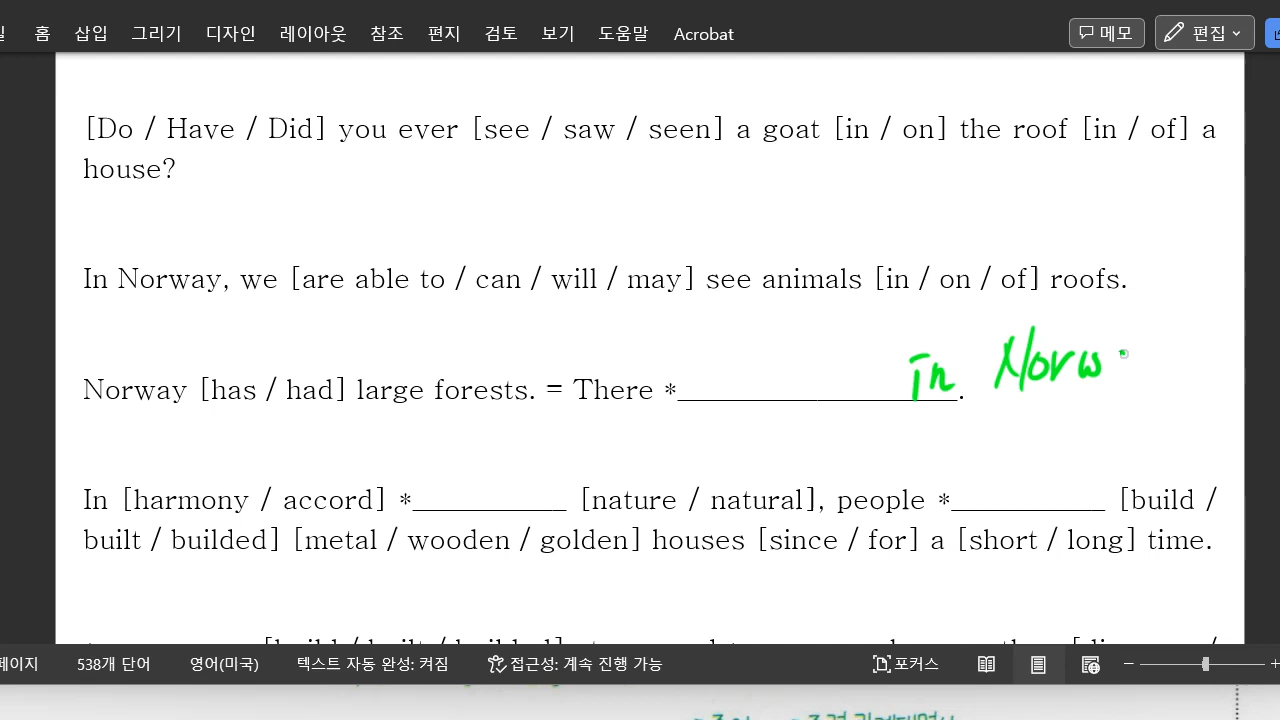 홈 삽입 그리기 디자인 레이아웃 참조 편지 검토 보기 도움말 Acrobat 메모 편집
[Do / Have / Did] you ever [see / saw / seen] a goat [in / on] the roof [in / of] a
house?
In Norway, we [are able to / can / will / may] see animals [in / on / of] roofs.
in Norw
Norway [has / had] large forests. = There *____________________.
In [harmony / accord] *___________ [nature / natural], people *___________ [build /
built / builded] [metal / wooden / golden] houses [since / for] a [short / long] time.
538개 단어 영어(미국) 텍스트 자동 완성: 켜짐 접근성: 계속 진행 가능 포커스